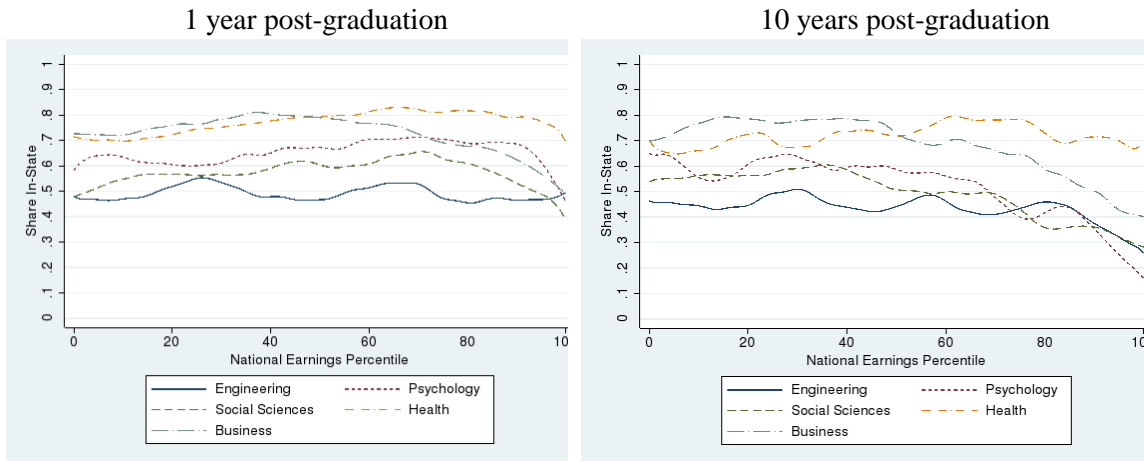 1 year post-graduation
Share In-State
1
.9
.8
.7
.6
.5
.4
.3
.2
.1
0
0 20 40 60 80 10
National Earnings Percentile
Engineering Psychology
Social Sciences Health
Business
10 years post-graduation
Share In-State
1
.9
.8
.7
.6
.5
.4
.3
.2
.1
0
0 20 40 60 80 10
National Earnings Percentile
Engineering Psychology
Social Sciences Health
Business